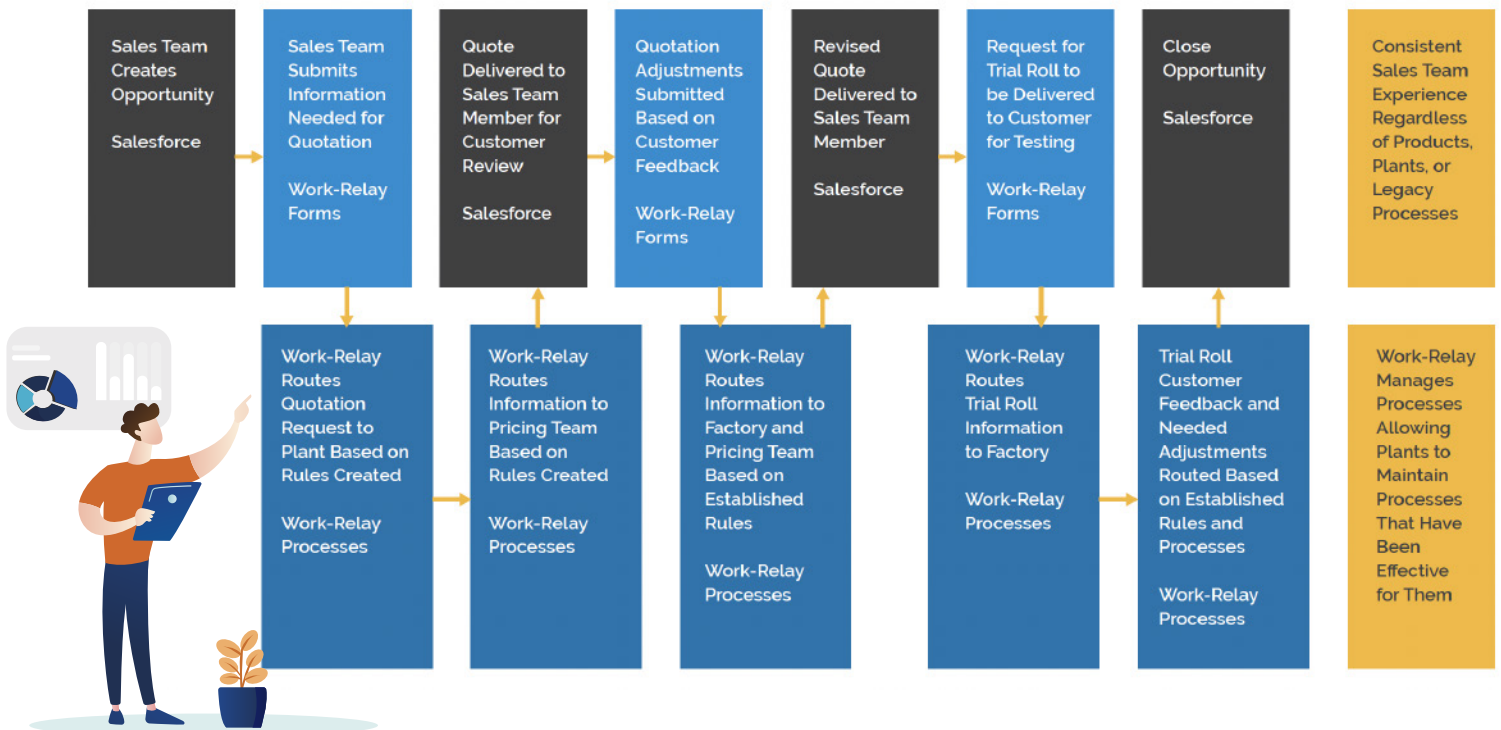 Sales Team
Creates
Opportunity
Salesforce
Sales Team
Submits
Information
Needed for
Quotation
Work-Relay
Forms
Quote
Delivered to
Sales Team
Member for
Customer
Review
Salesforce
Quotation
Adjustments
Submitted
Based on
Customer
Feedback
Work-Relay
Forms
Revised
Quote
Delivered to
Sales Team
Member
Salesforce
Request for
Trial Roll to
be Delivered
to Customer
for Testing
Work-Relay
Forms
Close
Opportunity
Salesforce
Consistent
Sales Team
Experience
Regardless
of Products,
Plants, or
Legacy
Processes
Work-Relay
Routes
Quotation
Request to
Plant Based on
Rules Created
Work-Relay
Processes
Work-Relay
Routes
Information to
Pricing Team
Based on
Rules Created
Work-Relay
Processes
Work-Relay
Routes
Information to
Factory and
Pricing Team
Based on
Established
Rules
Work-Relay
Processes
Work-Relay
Routes
Trial Roll
Information
to Factory
Work-Relay
Processes
Trial Roll
Customer
Feedback and
Needed
Adjustments
Routed Based
on Established
Rules and
Processes
Work-Relay
Processes
Work-Relay
Manages
Processes
Allowing
Plants to
Maintain
Processes
That Have
Been
Effective
for Them